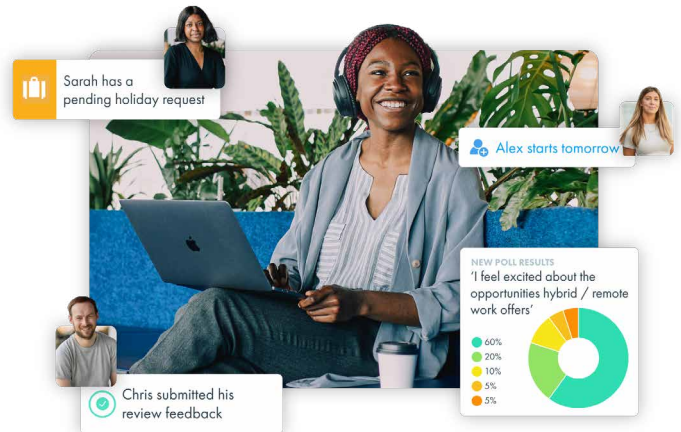 Sarah has a
pending holiday request
Alex starts tomorrow
NEW POLL RESULTS
'I feel excited about the
opportunities hybrid / remote
work offers'
60%
20%
10%
5%
5%
Chris submitted his
review feedback